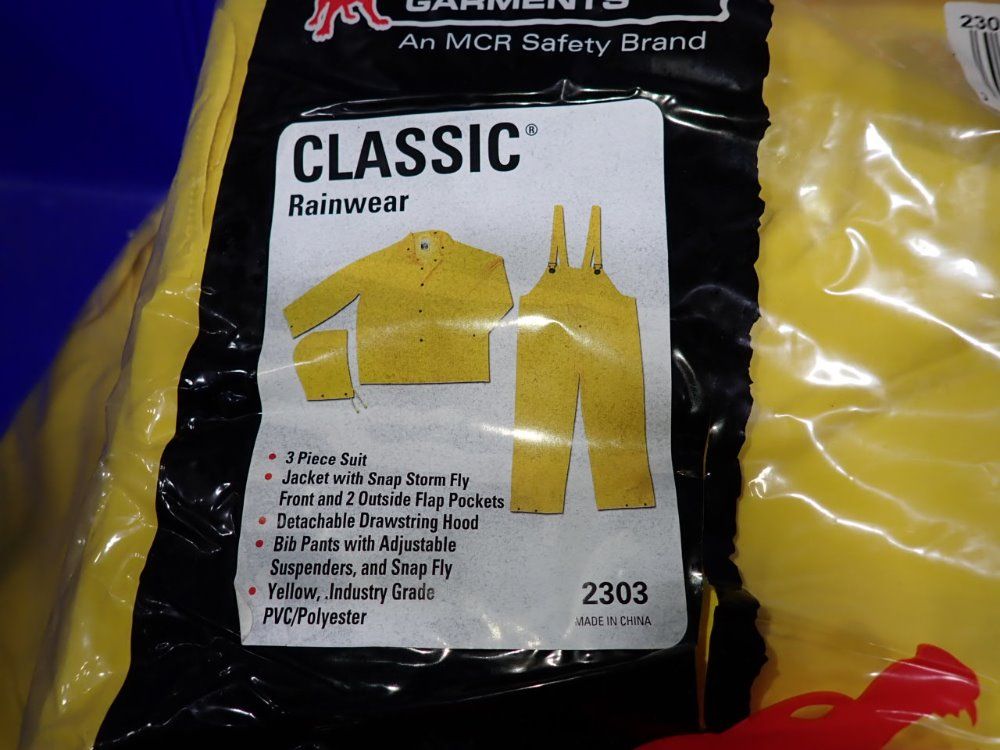 GARMENTS
An MCR Safety Brand
230
CLASSIC®
Rainwear
• 3 Piece Suit
• Jacket with Snap Storm Fly
Front and 2 Outside Flap Pockets
• Detachable Drawstring Hood
• Bib Pants with Adjustable
Suspenders, and Snap Fly
• Yellow, .Industry Grade
PVC/Polyester
2303
MADE IN CHINA